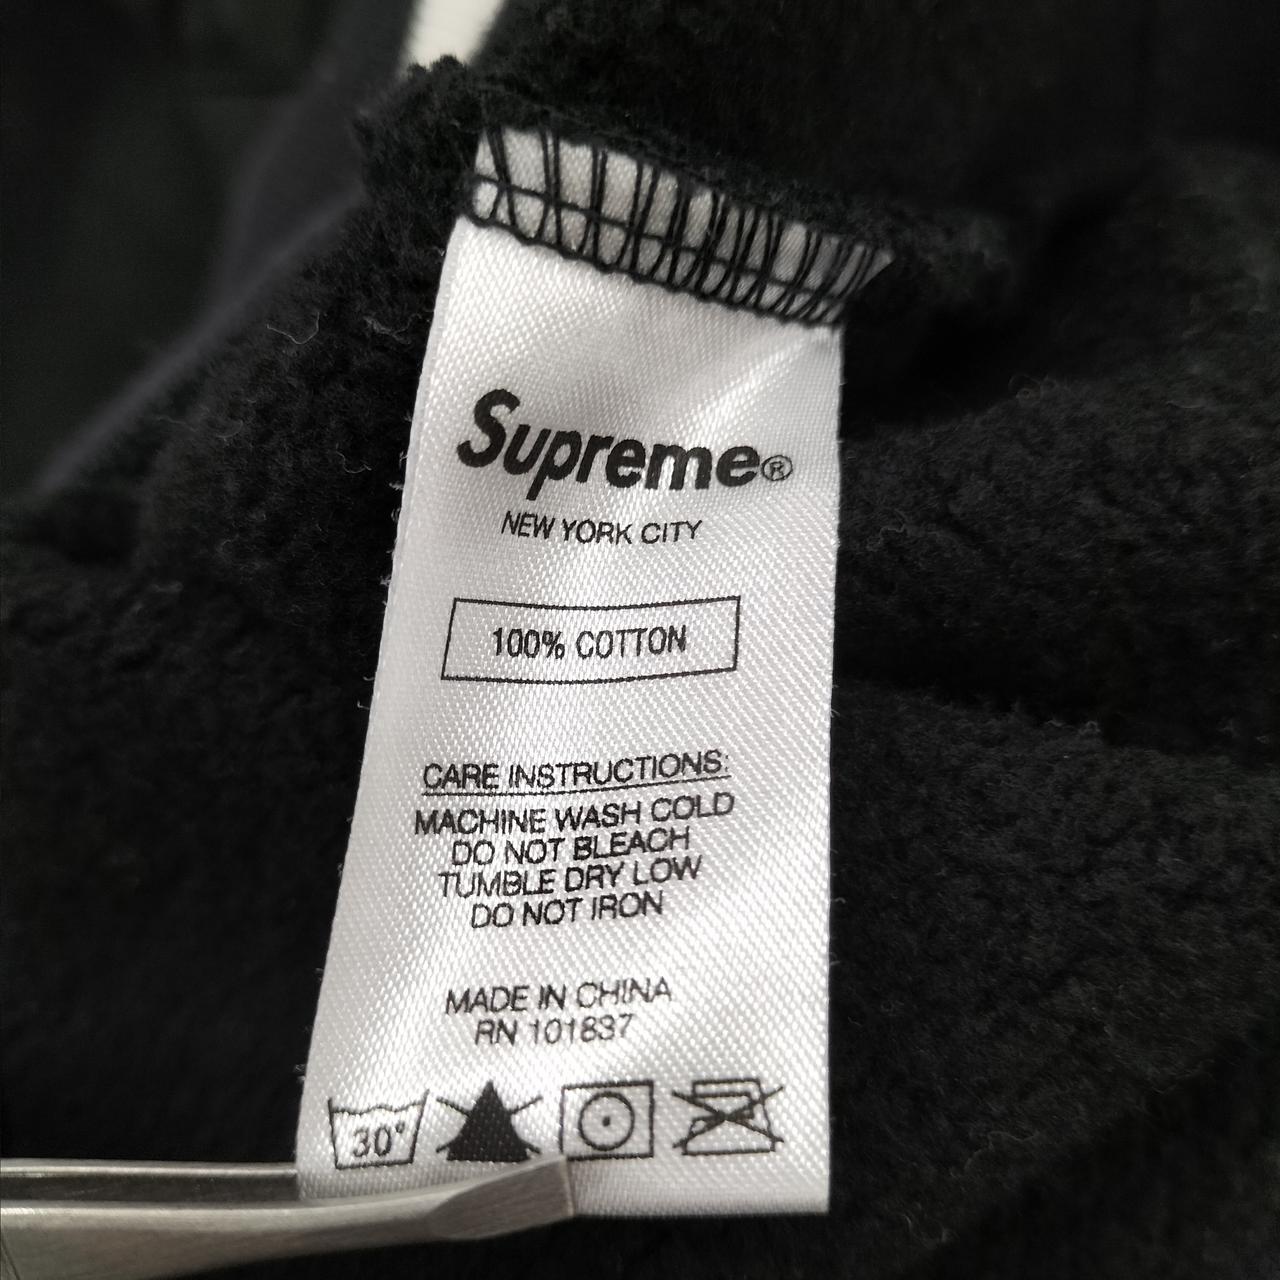 Supreme®
NEW YORK CITY
100% COTTON
CARE INSTRUCTIONS:
MACHINE WASH COLD
DO NOT BLEACH
TUMBLE DRY LOW
DO NOT IRON
MADE IN CHINA
RN 101837
30°